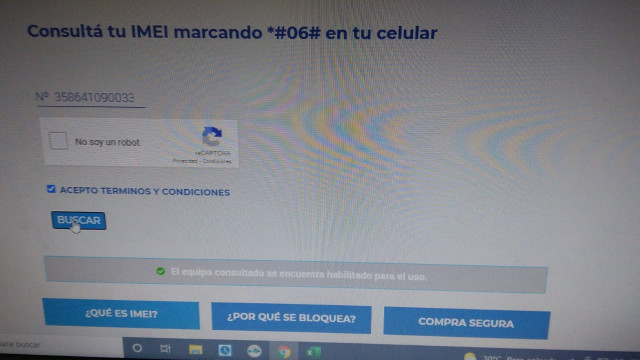 Consultá tu IMEI marcando *#06# en tu celular
Nº 358641090033
No soy un robot
reCAPTCHA
Privacidad - Condiciones
ACEPTO TERMINOS Y CONDICIONES
BUSCAR
El equipo consultado se encuentra habilitado para el uso.
¿QUÉ ES IMEI?
¿POR QUÉ SE BLOQUEA?
COMPRA SEGURA
para buscar